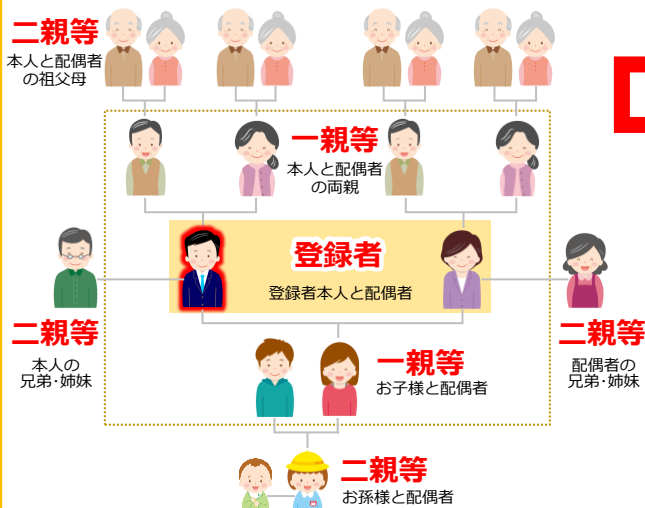 二親等
本人と配偶者
の祖父母
一親等
本人と配偶者
の両親
登録者
登録者本人と配偶者
二親等
本人の
兄弟・姉妹
二親等
配偶者の
兄弟・姉妹
一親等
お子様と配偶者
二親等
お孫様と配偶者